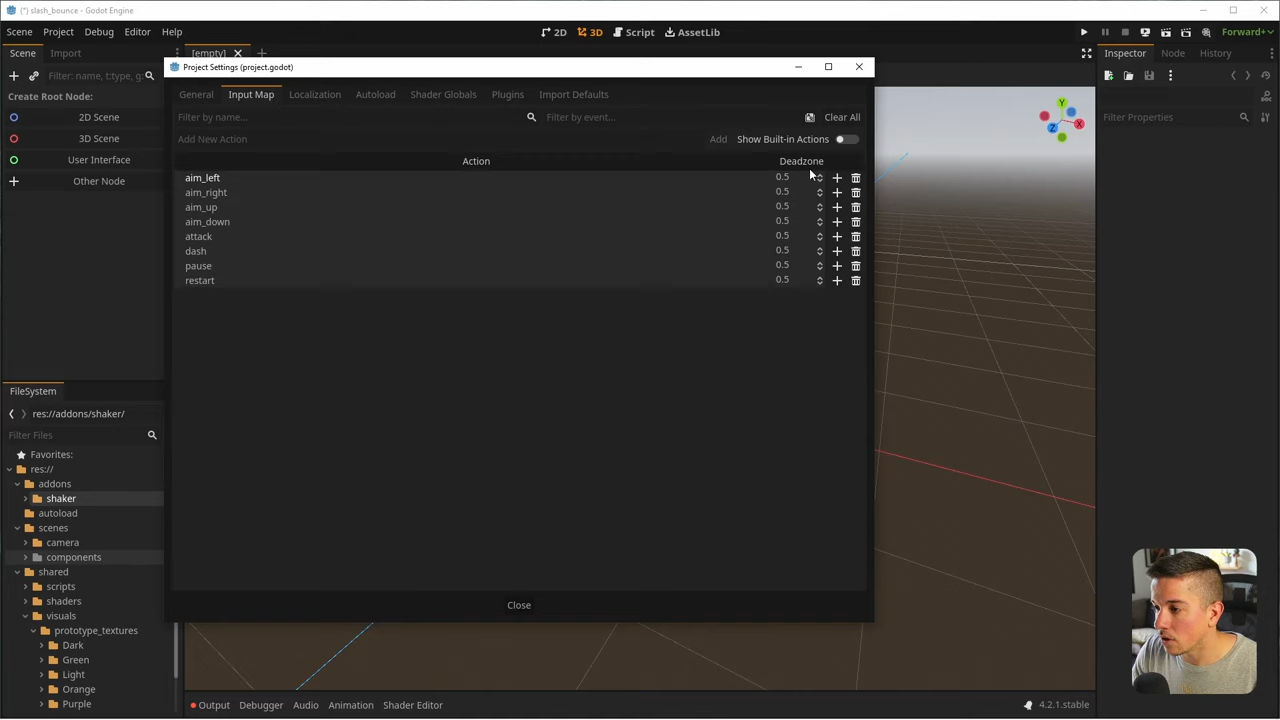 (*) slash_bounce - Godot Engine
Scene Project Debug Editor Help
2D 3D Script AssetLib
Forward+
Scene Import
[empty]
Inspector Node History
Filter: name, t:type, g:
Create Root Node:
2D Scene
3D Scene
User Interface
Other Node
Filter Properties
Y
X
Z
Project Settings (project.godot)
General Input Map Localization Autoload Shader Globals Plugins Import Defaults
Filter by name... Filter by event... Clear All
Add New Action Add Show Built-in Actions
Action Deadzone
aim_left 0.5
aim_right 0.5
aim_up 0.5
aim_down 0.5
attack 0.5
dash 0.5
pause 0.5
restart 0.5
Close
FileSystem
res://addons/shaker/
Filter Files
Favorites:
res://
addons
shaker
autoload
scenes
camera
components
shared
scripts
shaders
visuals
prototype_textures
Dark
Green
Light
Orange
Purple
Output Debugger Audio Animation Shader Editor
4.2.1.stable